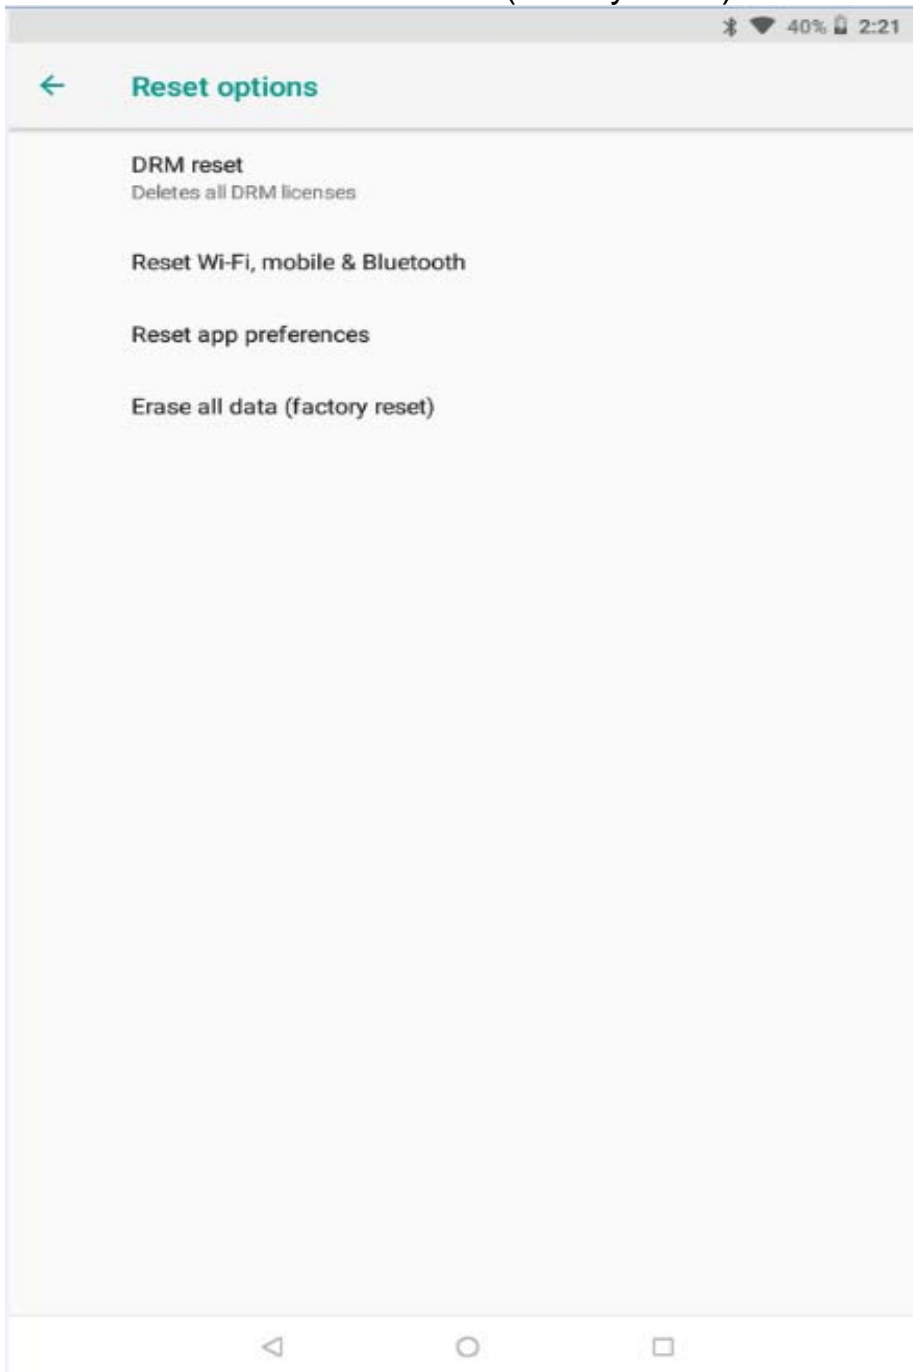 40% 2:21
Reset options
DRM reset
Deletes all DRM licenses
Reset Wi-Fi, mobile & Bluetooth
Reset app preferences
Erase all data (factory reset)